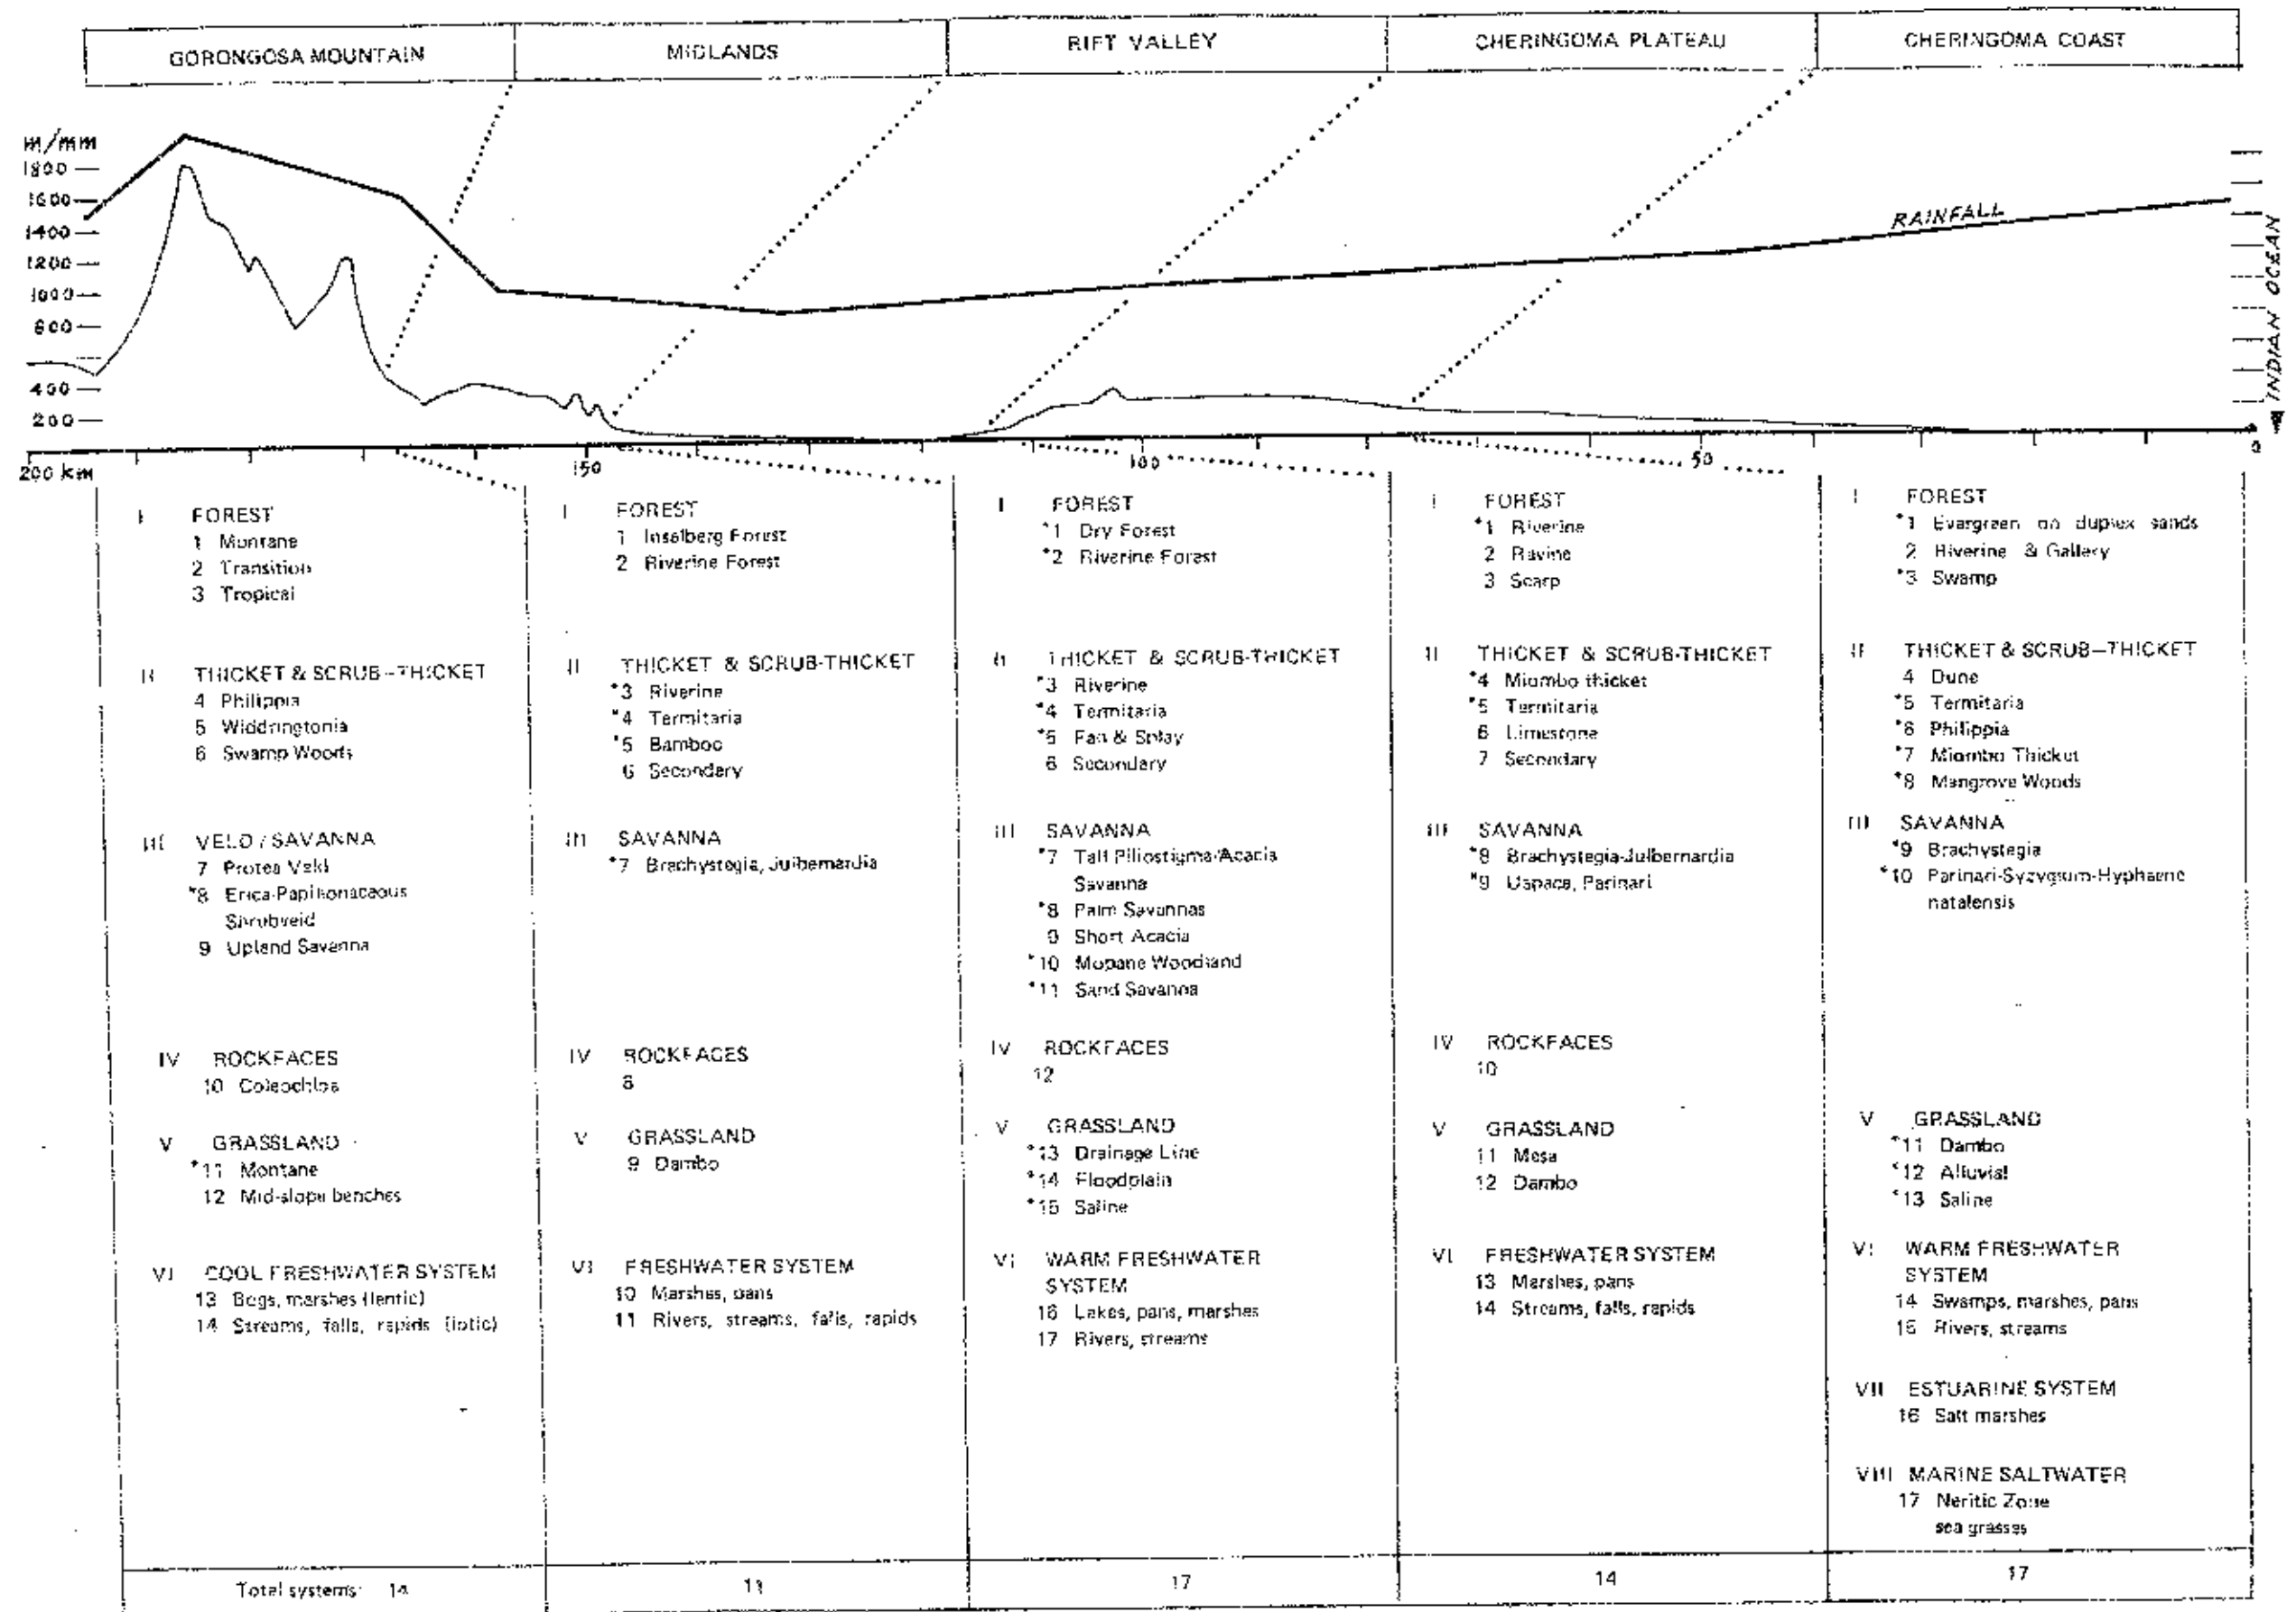 GORONGOSA MOUNTAIN
MIDLANDS
RIFT VALLEY
CHERINGOMA PLATEAU
CHERINGOMA COAST
m/mm
1800
1600
1400
1200
1000
800
400
200
RAINFALL
INDIAN OCEAN
200 km
150
100
50
0
I FOREST
1 Montane
2 Transition
3 Tropical
II THICKET & SCRUB-THICKET
4 Philippia
5 Widdringtonia
6 Swamp Woods
III VELD / SAVANNA
7 Protea Veld
*8 Erica-Papilionaceous
Shrubveld
9 Upland Savanna
IV ROCKFACES
10 Coleochloa
V GRASSLAND
*11 Montane
12 Mid-slope benches
VI COOL FRESHWATER SYSTEM
13 Bogs, marshes (lentic)
14 Streams, falls, rapids (lotic)
Total systems: 14
I FOREST
1 Inselberg Forest
2 Riverine Forest
II THICKET & SCRUB-THICKET
*3 Riverine
*4 Termitaria
*5 Bamboo
6 Secondary
III SAVANNA
*7 Brachystegia, Julbernardia
IV ROCKFACES
8
V GRASSLAND
9 Dambo
VI FRESHWATER SYSTEM
10 Marshes, pans
11 Rivers, streams, falls, rapids
11
I FOREST
*1 Dry Forest
*2 Riverine Forest
II THICKET & SCRUB-THICKET
*3 Riverine
*4 Termitaria
*5 Fan & Splay
6 Secondary
III SAVANNA
*7 Tall Piliostigma-Acacia
Savanna
*8 Palm Savannas
9 Short Acacia
*10 Mopane Woodland
*11 Sand Savanna
IV ROCKFACES
12
V GRASSLAND
*13 Drainage Line
*14 Floodplain
*15 Saline
VI WARM FRESHWATER
SYSTEM
16 Lakes, pans, marshes
17 Rivers, streams
17
I FOREST
*1 Riverine
2 Ravine
3 Scarp
II THICKET & SCRUB-THICKET
*4 Miombo thicket
*5 Termitaria
6 Limestone
7 Secondary
III SAVANNA
*8 Brachystegia-Julbernardia
*9 Uapaca, Parinari
IV ROCKFACES
10
V GRASSLAND
11 Mesa
12 Dambo
VI FRESHWATER SYSTEM
13 Marshes, pans
14 Streams, falls, rapids
14
I FOREST
*1 Evergreen on duplex sands
2 Riverine & Gallery
*3 Swamp
II THICKET & SCRUB-THICKET
4 Dune
*5 Termitaria
*6 Philippia
*7 Miombo Thicket
*8 Mangrove Woods
III SAVANNA
*9 Brachystegia
*10 Parinari-Syzygium-Hyphaene
natalensis
V GRASSLAND
*11 Dambo
*12 Alluvial
*13 Saline
VI WARM FRESHWATER
SYSTEM
14 Swamps, marshes, pans
15 Rivers, streams
VII ESTUARINE SYSTEM
16 Salt marshes
VIII MARINE SALTWATER
17 Neritic Zone
sea grasses
17